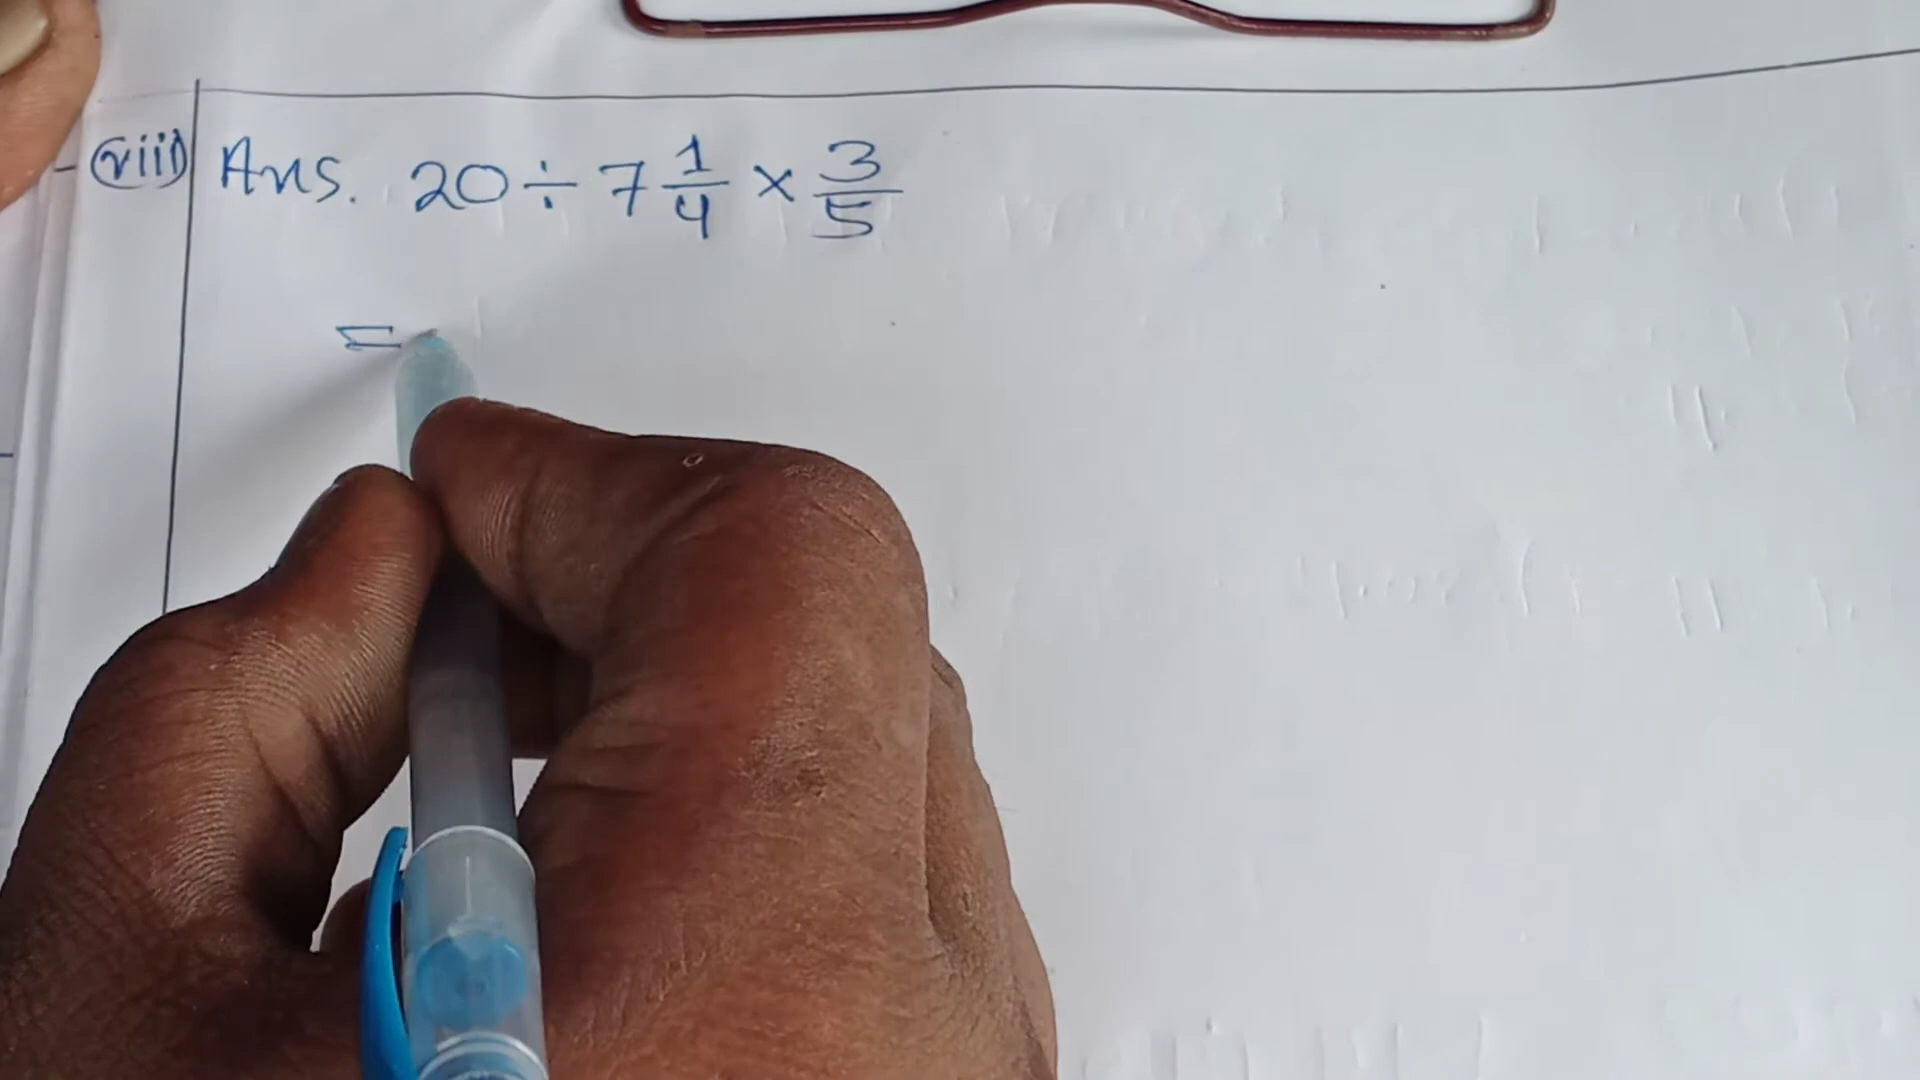 (viii) Ans. 20 ÷ 7 1/4 × 3/5
=